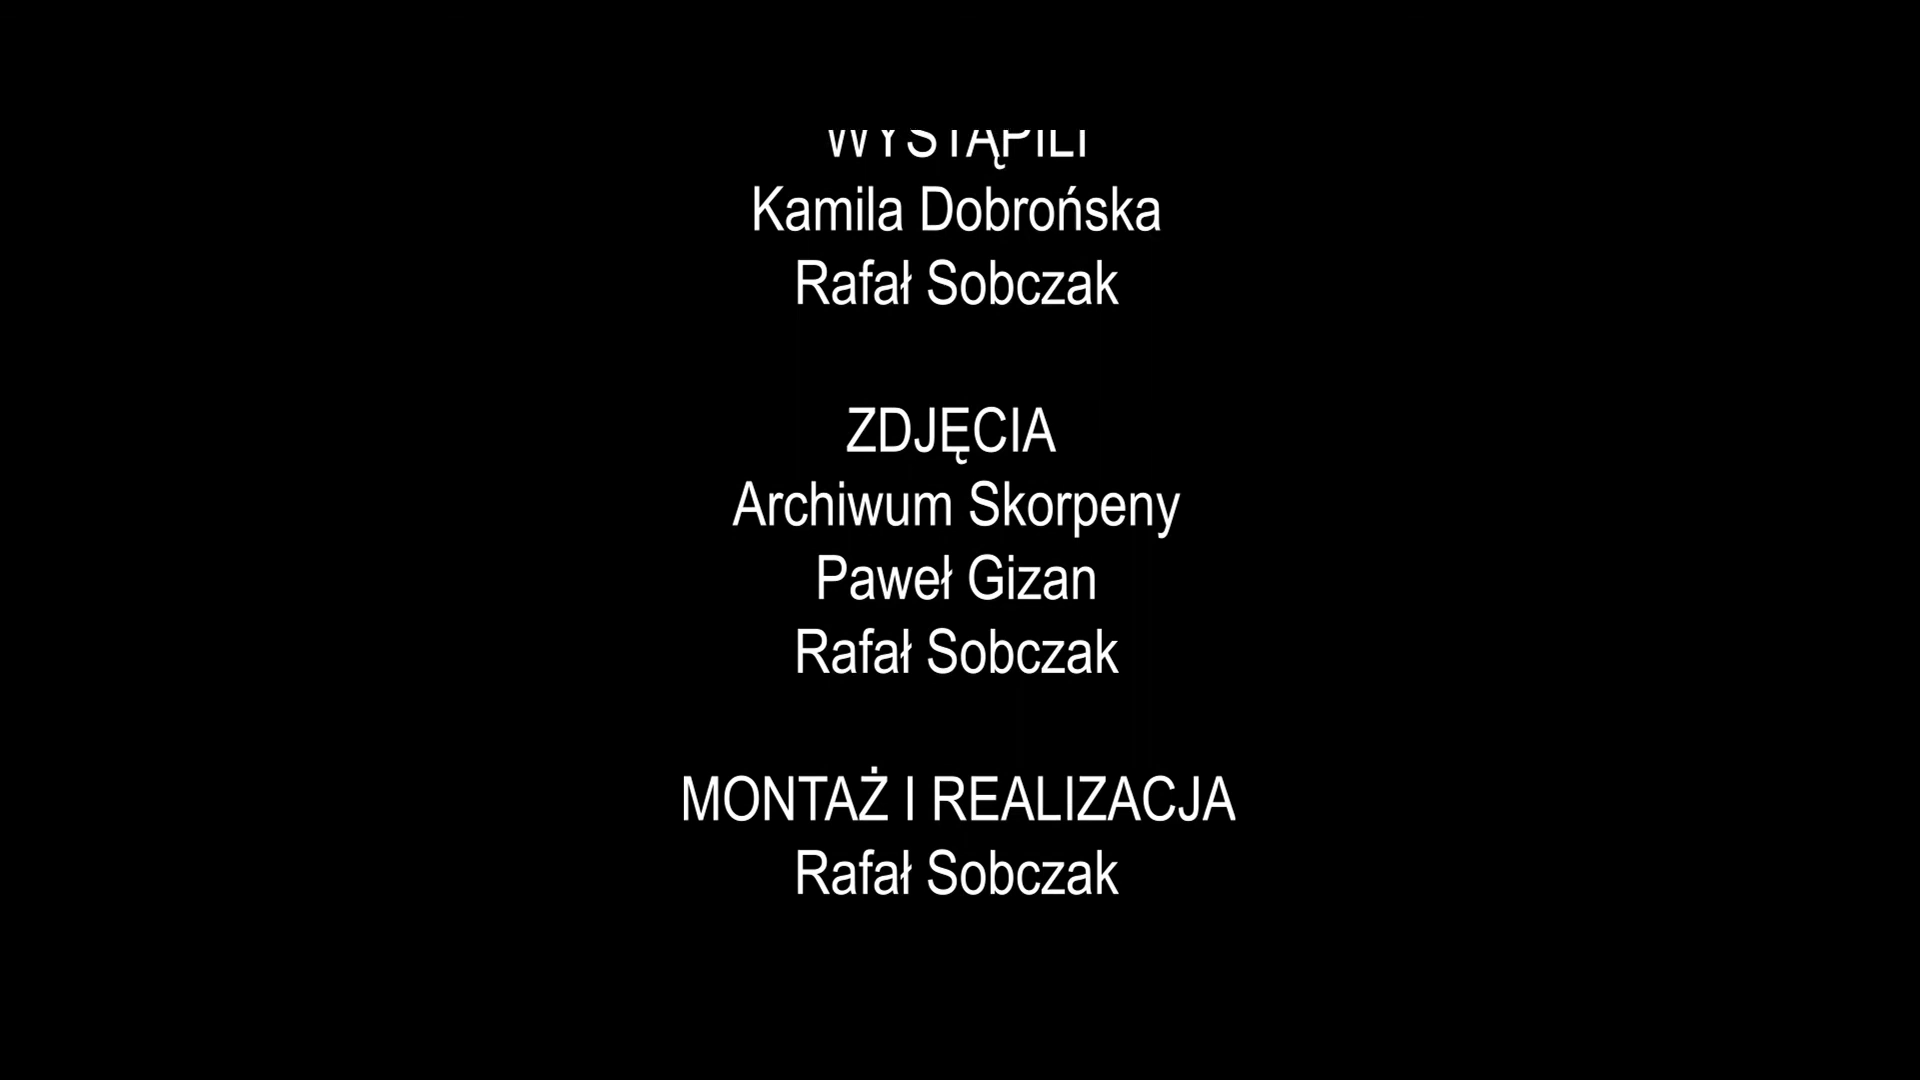 WYSTĄPILI
Kamila Dobrońska
Rafał Sobczak
ZDJĘCIA
Archiwum Skorpeny
Paweł Gizan
Rafał Sobczak
MONTAŻ I REALIZACJA
Rafał Sobczak